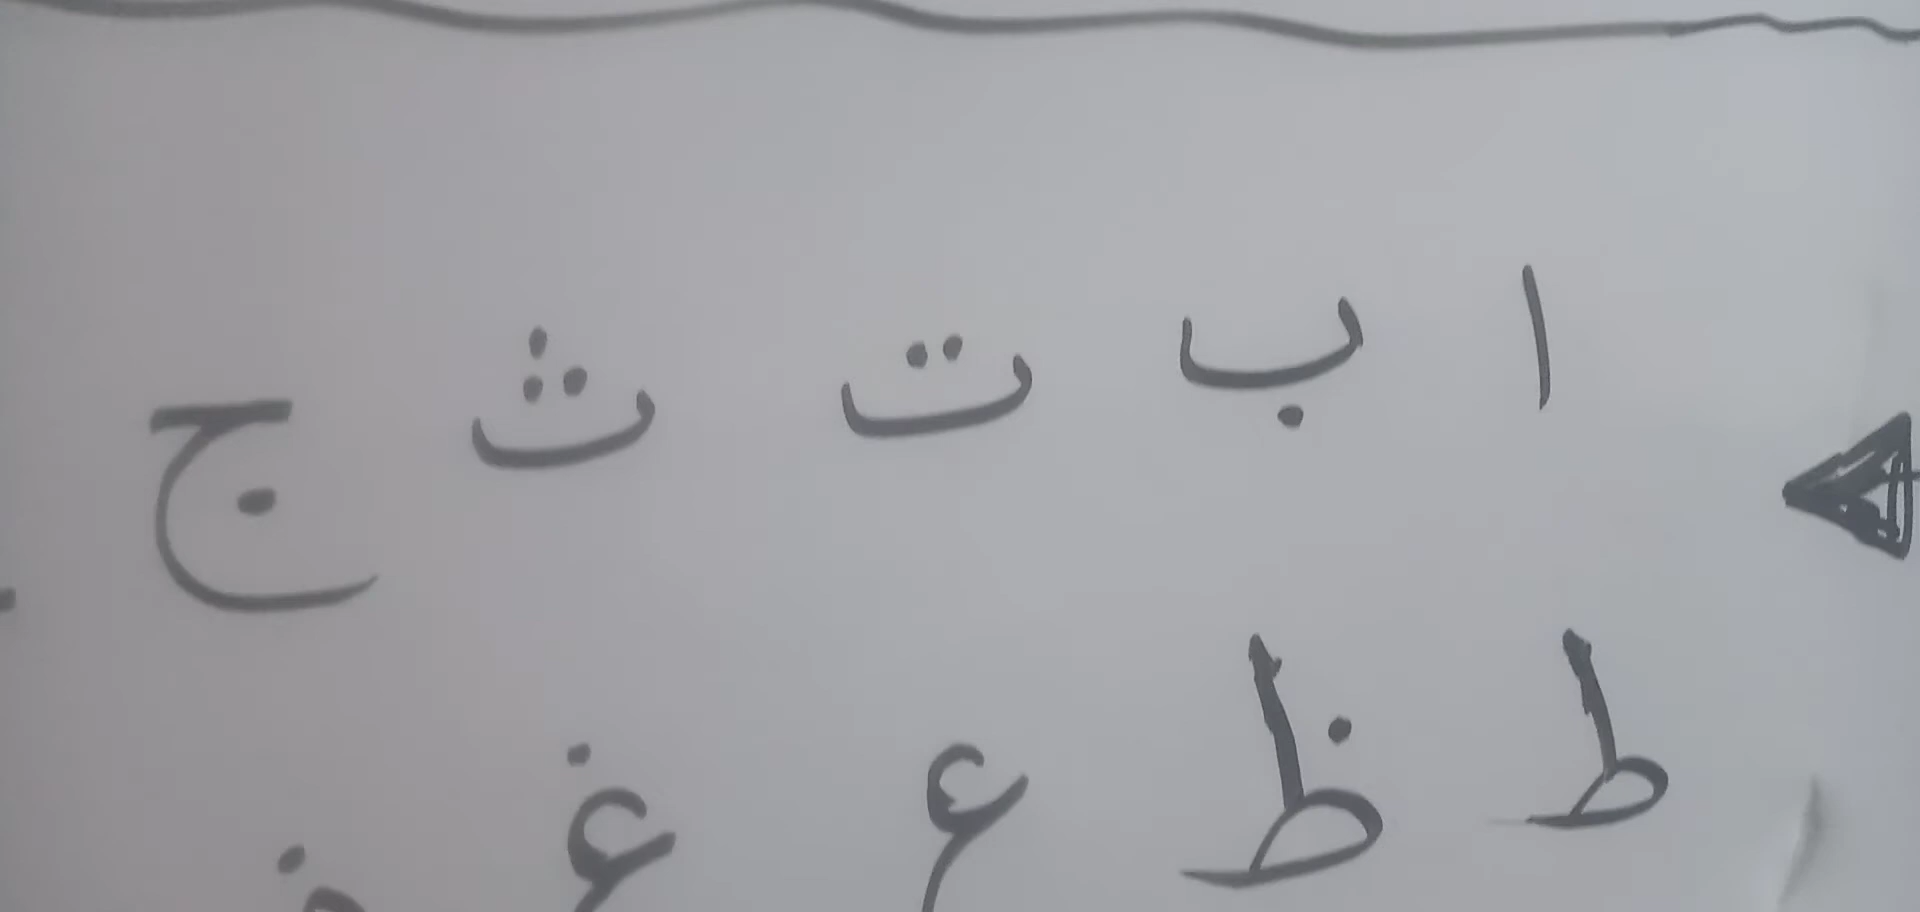 ا ب ت ث ج
ط ظ ع غ